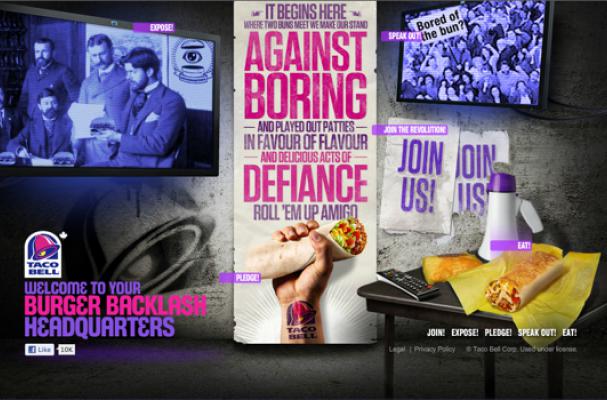 EXPOSE!
IT BEGINS HERE
WHERE TWO BUNS MEET WE MAKE OUR STAND
AGAINST
BORING
AND PLAYED OUT PATTIES
IN FAVOUR OF FLAVOUR
AND DELICIOUS ACTS OF
DEFIANCE
ROLL 'EM UP AMIGO
PLEDGE!
TACO
BELL
Bored of
the bun?
SPEAK OUT!
JOIN THE REVOLUTION!
JOIN
US!
JOIN
US!
EAT!
TACO
BELL
WELCOME TO YOUR
BURGER BACKLASH
HEADQUARTERS
Like 10K
JOIN! EXPOSE! PLEDGE! SPEAK OUT! EAT!
Legal | Privacy Policy © Taco Bell Corp. Used under license.